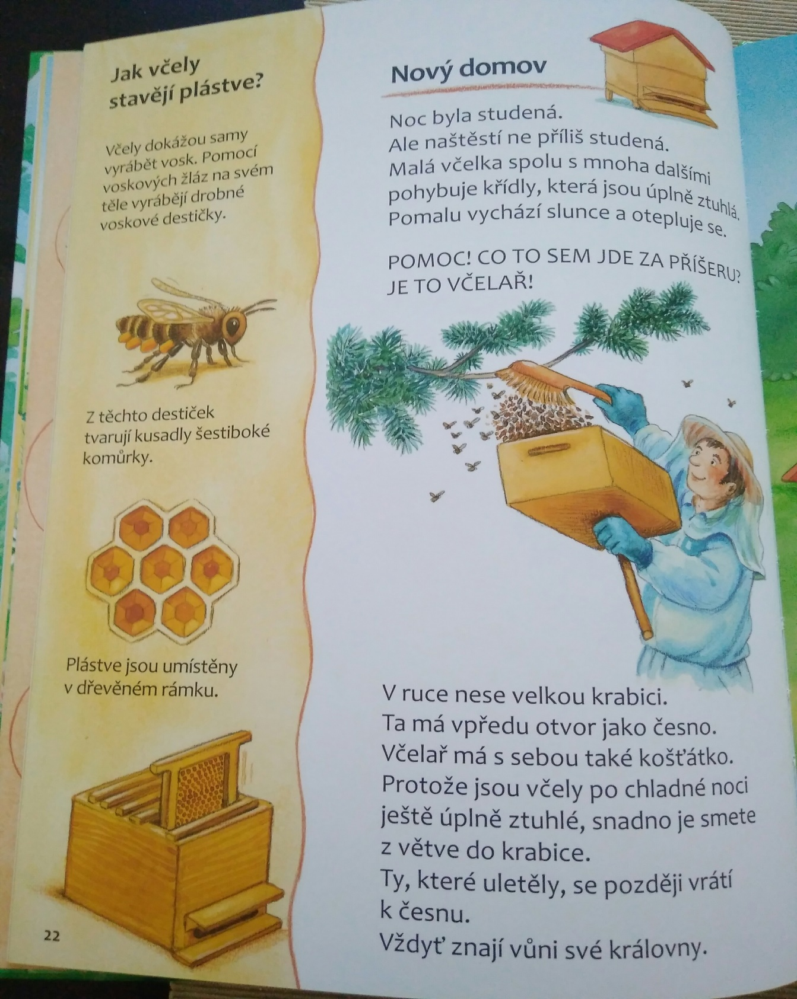 Jak včely
stavějí plástve?
Včely dokážou samy
vyrábět vosk. Pomocí
voskových žláz na svém
těle vyrábějí drobné
voskové destičky.
Z těchto destiček
tvarují kusadly šestiboké
komůrky.
Plástve jsou umístěny
v dřevěném rámku.
22
Nový domov
Noc byla studená.
Ale naštěstí ne příliš studená.
Malá včelka spolu s mnoha dalšími
pohybuje křídly, která jsou úplně ztuhlá.
Pomalu vychází slunce a otepluje se.
POMOC! CO TO SEM JDE ZA PŘÍŠERU?
JE TO VČELAŘ!
V ruce nese velkou krabici.
Ta má vpředu otvor jako česno.
Včelař má s sebou také košťátko.
Protože jsou včely po chladné noci
ještě úplně ztuhlé, snadno je smete
z větve do krabice.
Ty, které uletěly, se později vrátí
k česnu.
Vždyť znají vůni své královny.